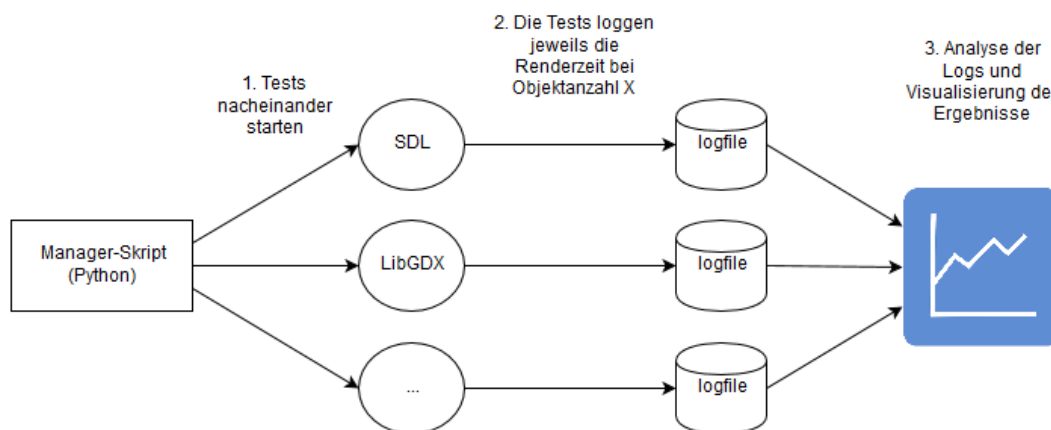 1. Tests
nacheinander
starten
2. Die Tests loggen
jeweils die
Renderzeit bei
Objektanzahl X
3. Analyse der
Logs und
Visualisierung de
Ergebnisse
SDL
logfile
Manager-Skript
(Python)
LibGDX
logfile
...
logfile